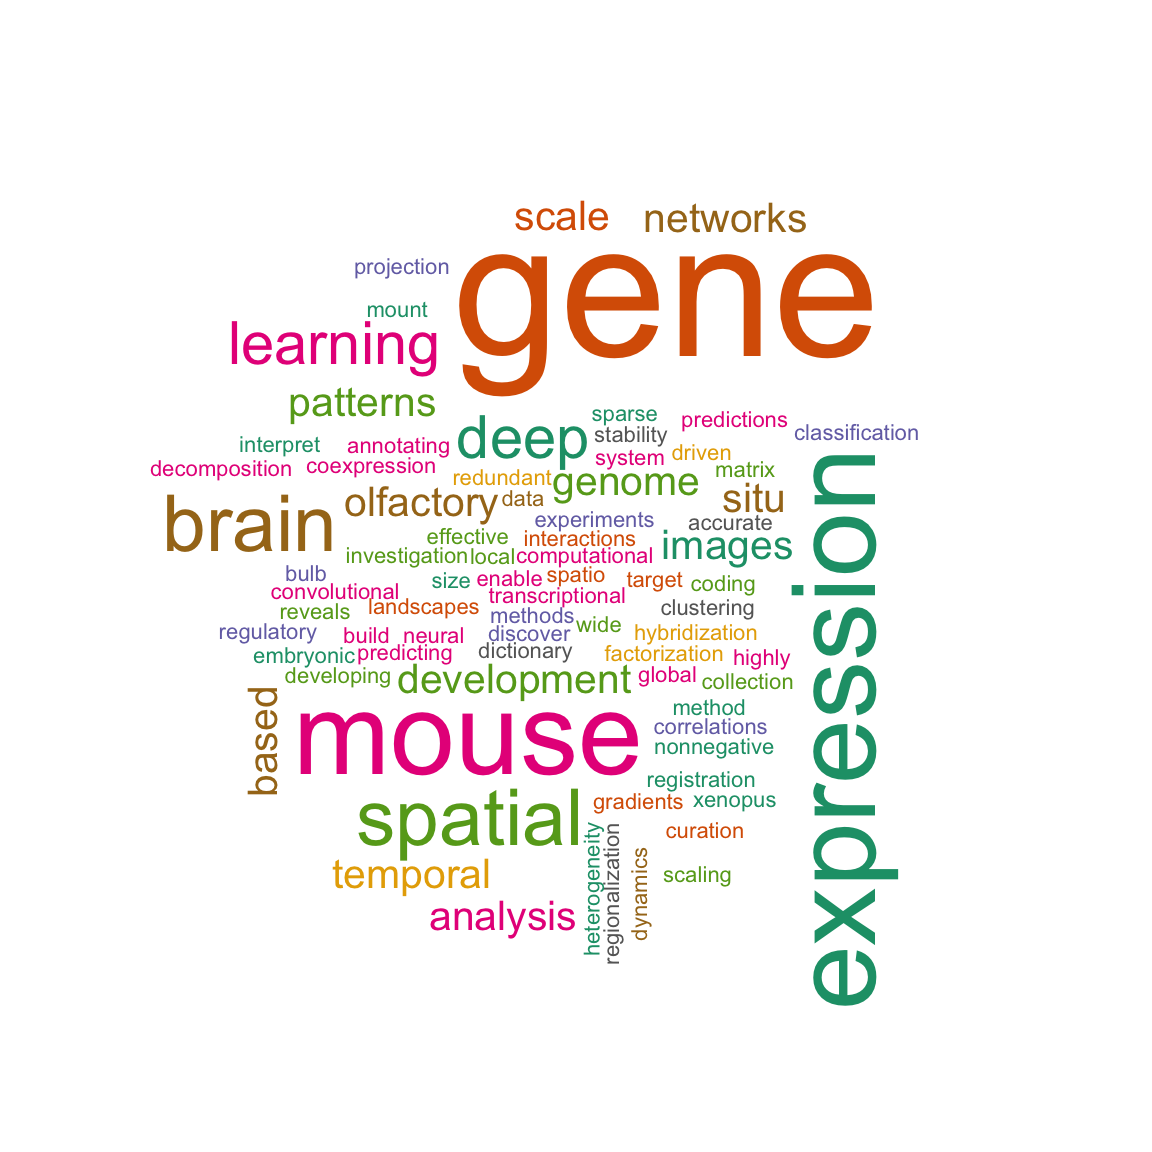 scale networks
projection
gene
mount
learning
patterns
sparse predictions
deep stability classification
interpret annotating
system driven
decomposition coexpression
redundant genome matrix
brain olfactory data situ
experiments accurate
effective interactions images
investigation local computational
bulb size enable spatio target coding
convolutional transcriptional
reveals landscapes methods clustering
regulatory build neural discover wide hybridization
embryonic predicting dictionary factorization highly
developing development global collection
expression
based mouse method
correlations
nonnegative
registration
spatial gradients xenopus
curation
temporal heterogeneity regionalization dynamics scaling
analysis